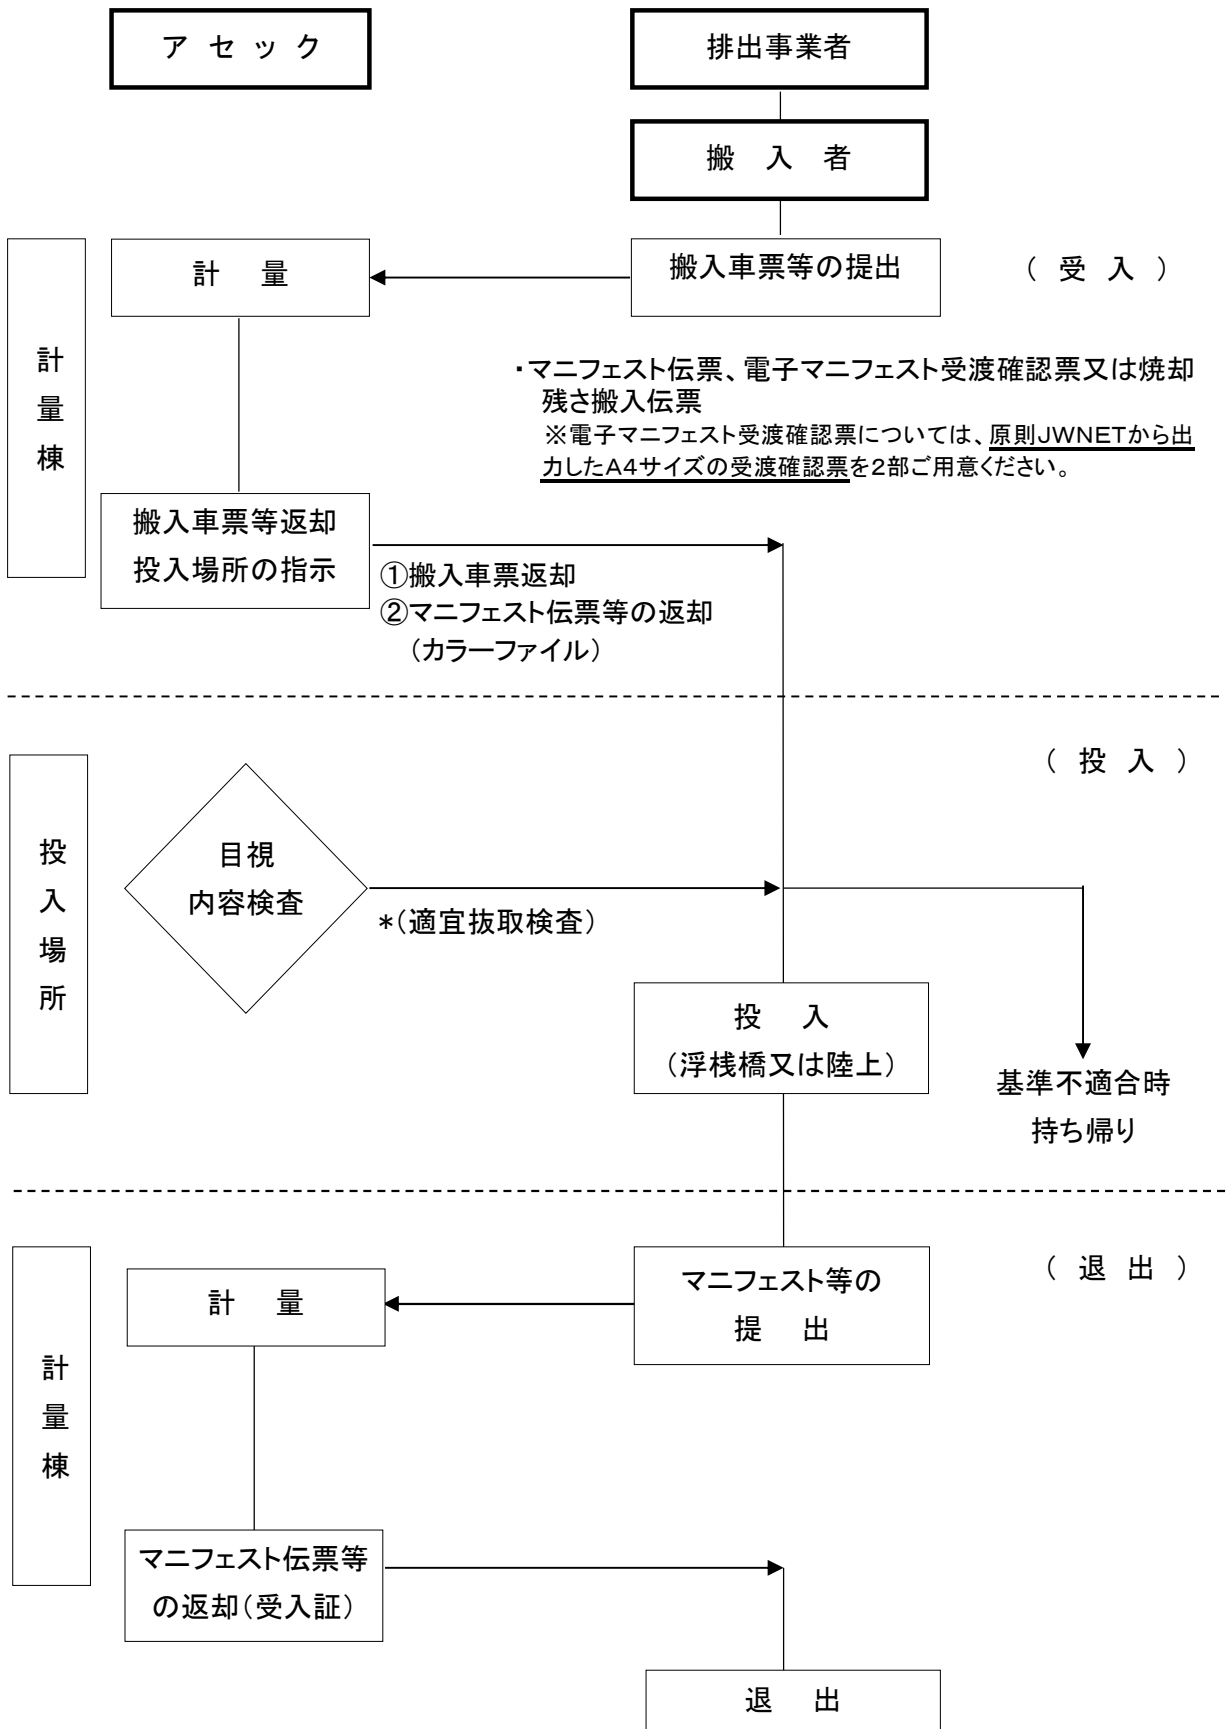 アセック
排出事業者
搬入者
計量
搬入車票等の提出
(受入)
計量棟
・マニフェスト伝票、電子マニフェスト受渡確認票又は焼却
残さ搬入伝票
※電子マニフェスト受渡確認票については、原則JWNETから出
力したA4サイズの受渡確認票を2部ご用意ください。
搬入車票等返却
投入場所の指示
①搬入車票返却
②マニフェスト伝票等の返却
(カラーファイル)
(投入)
投入場所
目視
内容検査
*(適宜抜取検査)
投入
(浮桟橋又は陸上)
基準不適合時
持ち帰り
(退出)
計量棟
計量
マニフェスト等の
提出
マニフェスト伝票等
の返却(受入証)
退出